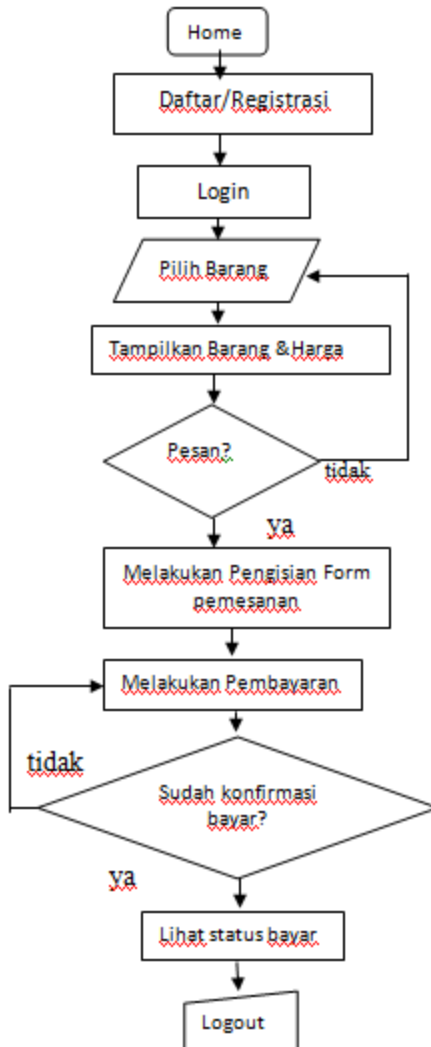 Home
Daftar/Registrasi
Login
Pilih Barang
Tampilkan Barang &Harga
Pesan?
tidak
ya
Melakukan Pengisian Form
pemesanan
Melakukan Pembayaran
tidak
Sudah konfirmasi
bayar?
ya
Lihat status bayar
Logout